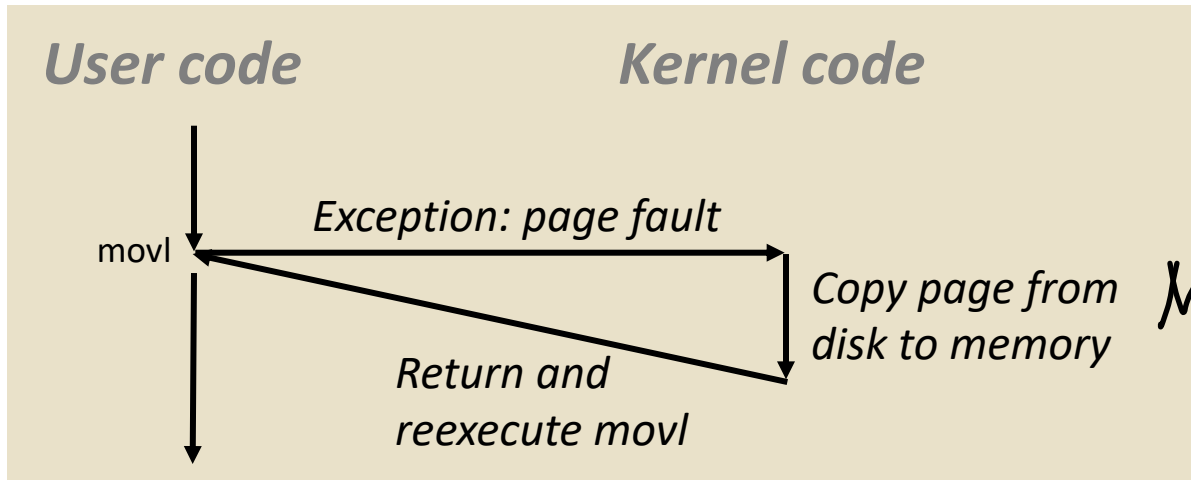 User code
Kernel code
Exception: page fault
movl
Copy page from
disk to memory
Return and
reexecute movl